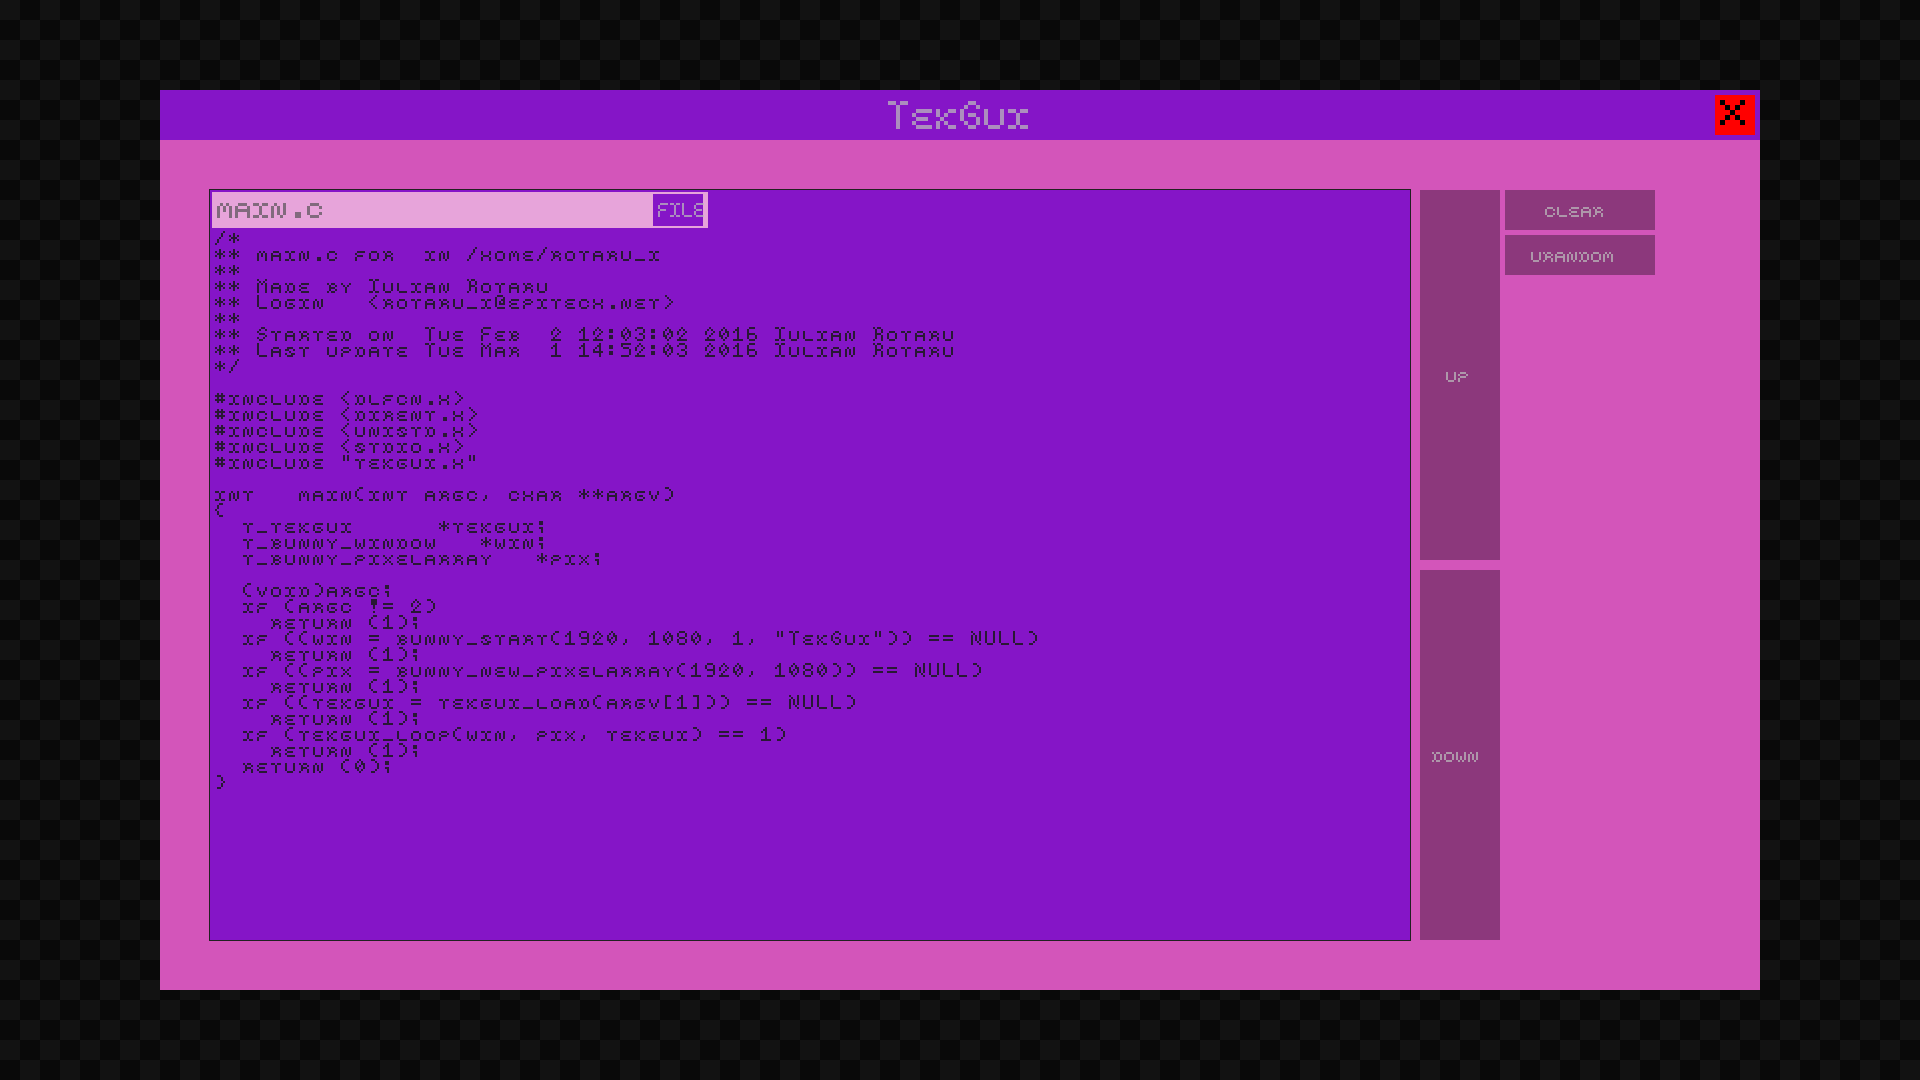 TekGui
X
main.c FILE
/*
** main.c for  in /home/rotaru_i
**
** Made by Iulian Rotaru
** Login   <rotaru_i@epitech.net>
**
** Started on  Tue Feb  2 12:03:02 2016 Iulian Rotaru
** Last update Tue Mar  1 14:52:03 2016 Iulian Rotaru
*/
#include <dlfcn.h>
#include <dirent.h>
#include <unistd.h>
#include <stdio.h>
#include "tekgui.h"
int   main(int argc, char **argv)
{
  t_tekgui      *tekgui;
  t_bunny_window   *win;
  t_bunny_pixelarray   *pix;
  (void)argc;
  if (argc != 2)
    return (1);
  if ((win = bunny_start(1920, 1080, 1, "TekGui")) == NULL)
    return (1);
  if ((pix = bunny_new_pixelarray(1920, 1080)) == NULL)
    return (1);
  if ((tekgui = tekgui_load(argv[1])) == NULL)
    return (1);
  if (tekgui_loop(win, pix, tekgui) == 1)
    return (1);
  return (0);
}
up
down
clear
urandom